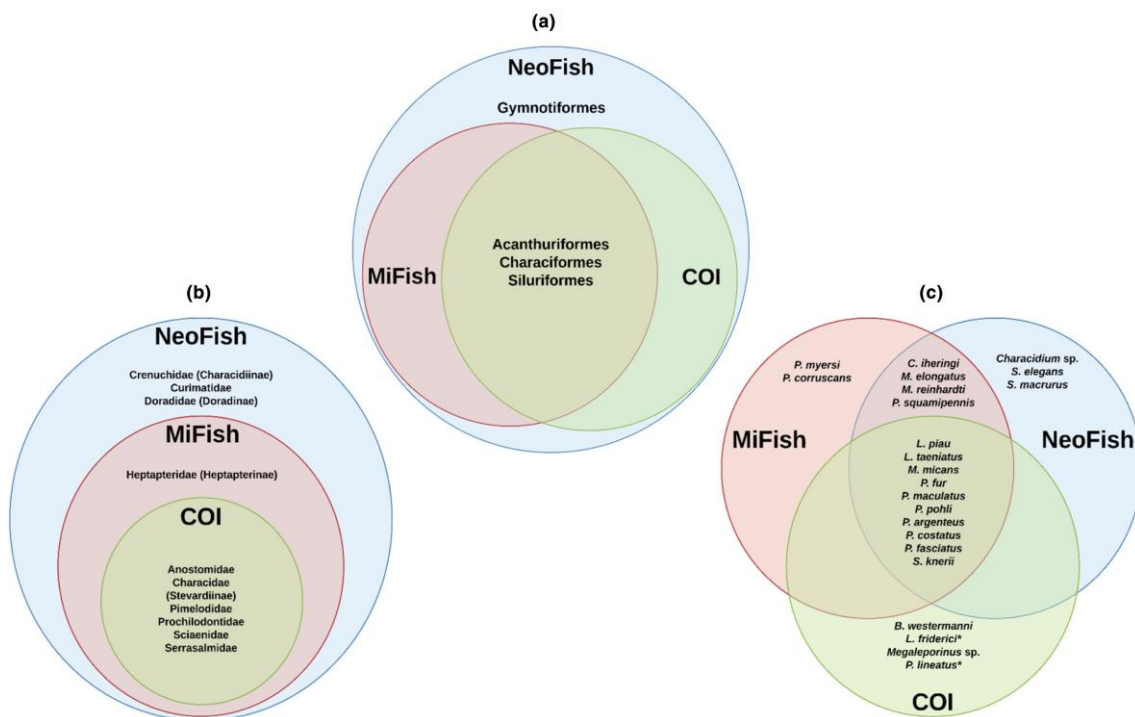 (a)
NeoFish
Gymnotiformes
Acanthuriformes
Characiformes
Siluriformes
MiFish
COI
(b)
NeoFish
Crenuchidae (Characidiinae)
Curimatidae
Doradidae (Doradinae)
MiFish
Heptapteridae (Heptapterinae)
COI
Anostomidae
Characidae
(Stevardiinae)
Pimelodidae
Prochilodontidae
Sciaenidae
Serrasalmidae
(c)
P. myersi
P. corruscans
C. iheringi
M. elongatus
M. reinhardti
P. squamipennis
Characidium sp.
S. elegans
S. macrurus
MiFish
NeoFish
L. piau
L. taeniatus
M. micans
P. fur
P. maculatus
P. pohli
P. argenteus
P. costatus
P. fasciatus
S. knerii
B. westermanni
L. friderici*
Megaleporinus sp.
P. lineatus*
COI